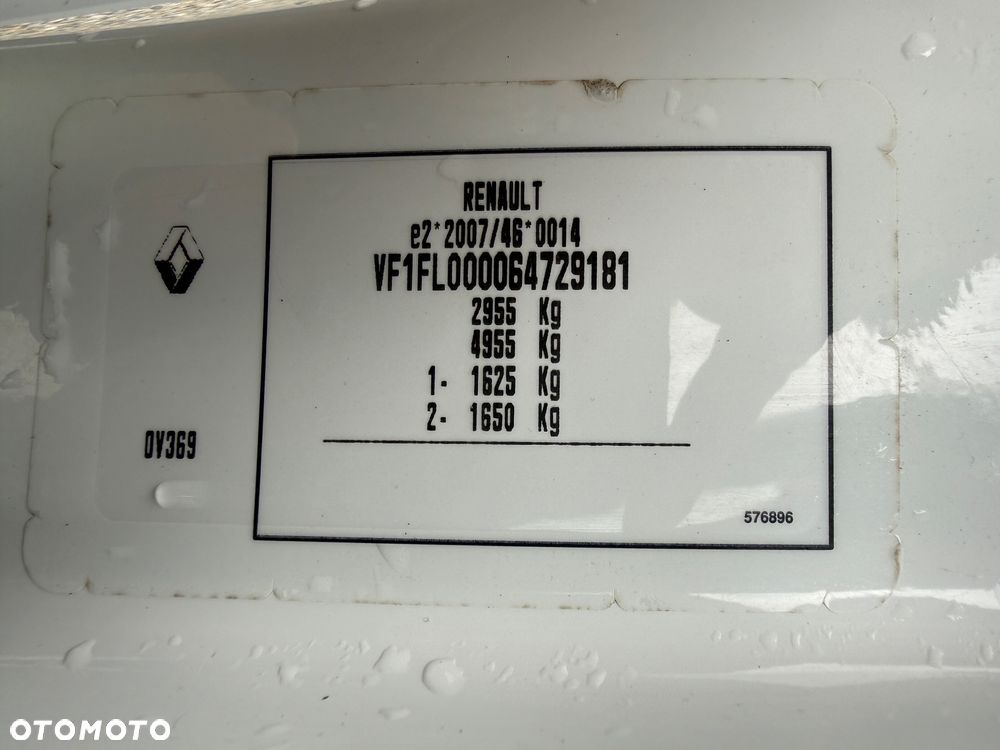 RENAULT
e2*2007/46*0014
VF1FL000064729181
2955 Kg
4955 Kg
1- 1625 Kg
2- 1650 Kg
0V369
576896
OTOMOTO